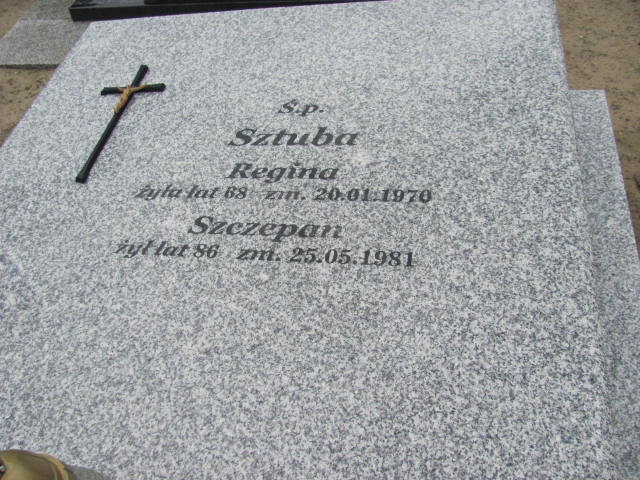 Ś.p.
Sztuba
Regina
żyła lat 68 zm. 20.01.1970
Szczepan
żył lat 86 zm. 25.05.1981